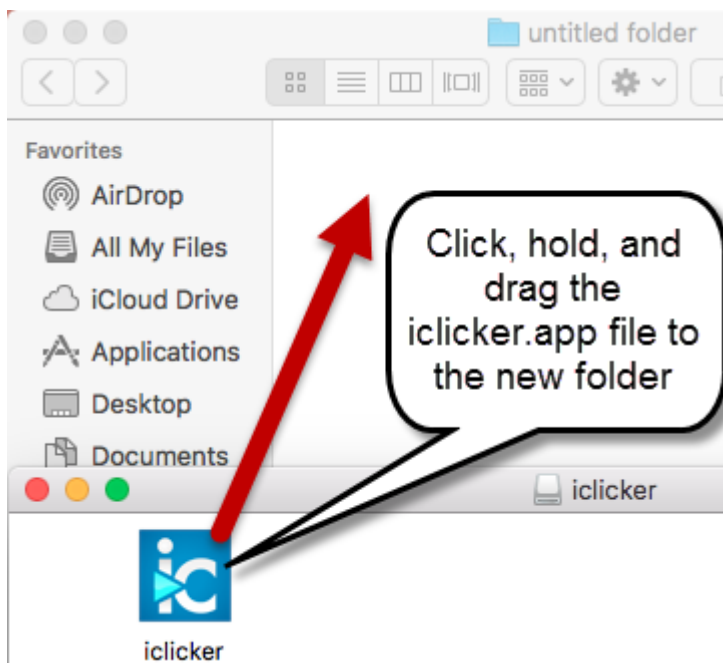 untitled folder
Favorites
AirDrop
All My Files
iCloud Drive
Applications
Desktop
Documents
Click, hold, and
drag the
iclicker.app file to
the new folder
iclicker
ic
iclicker